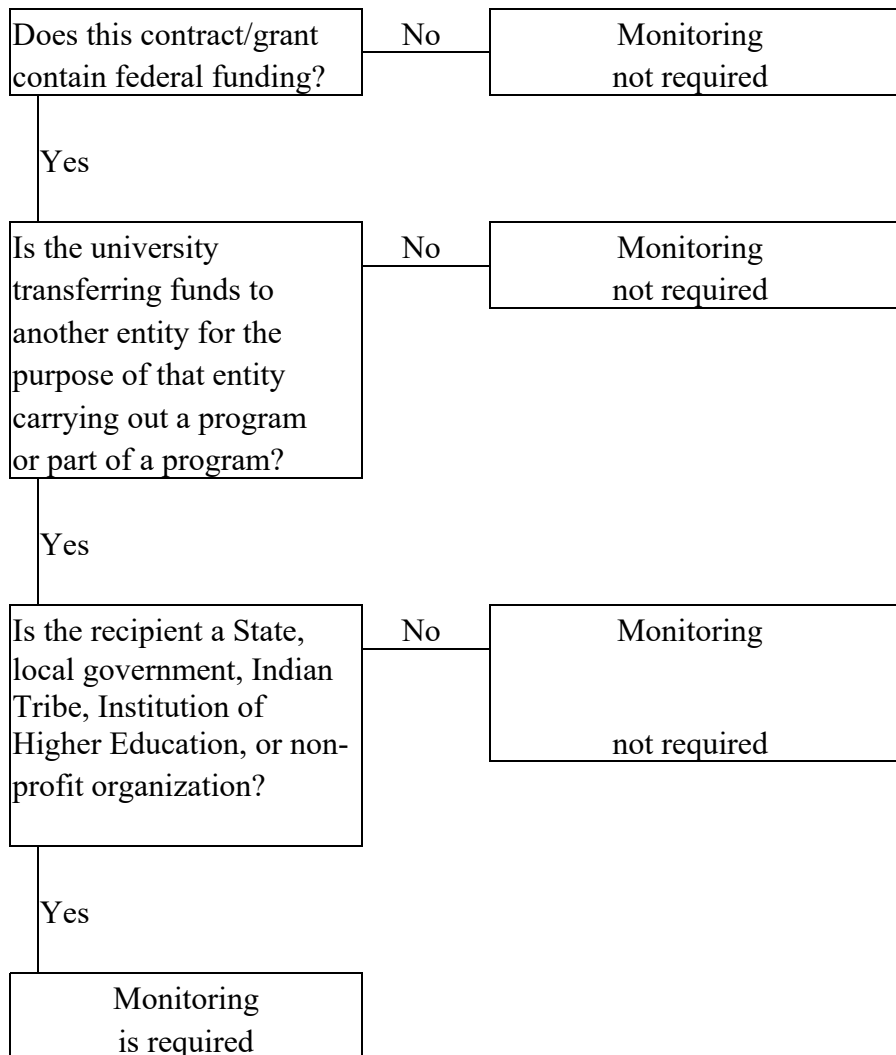 Does this contract/grant
contain federal funding?
No
Monitoring
not required
Yes
Is the university
transferring funds to
another entity for the
purpose of that entity
carrying out a program
or part of a program?
No
Monitoring
not required
Yes
Is the recipient a State,
local government, Indian
Tribe, Institution of
Higher Education, or non-
profit organization?
No
Monitoring
not required
Yes
Monitoring
is required